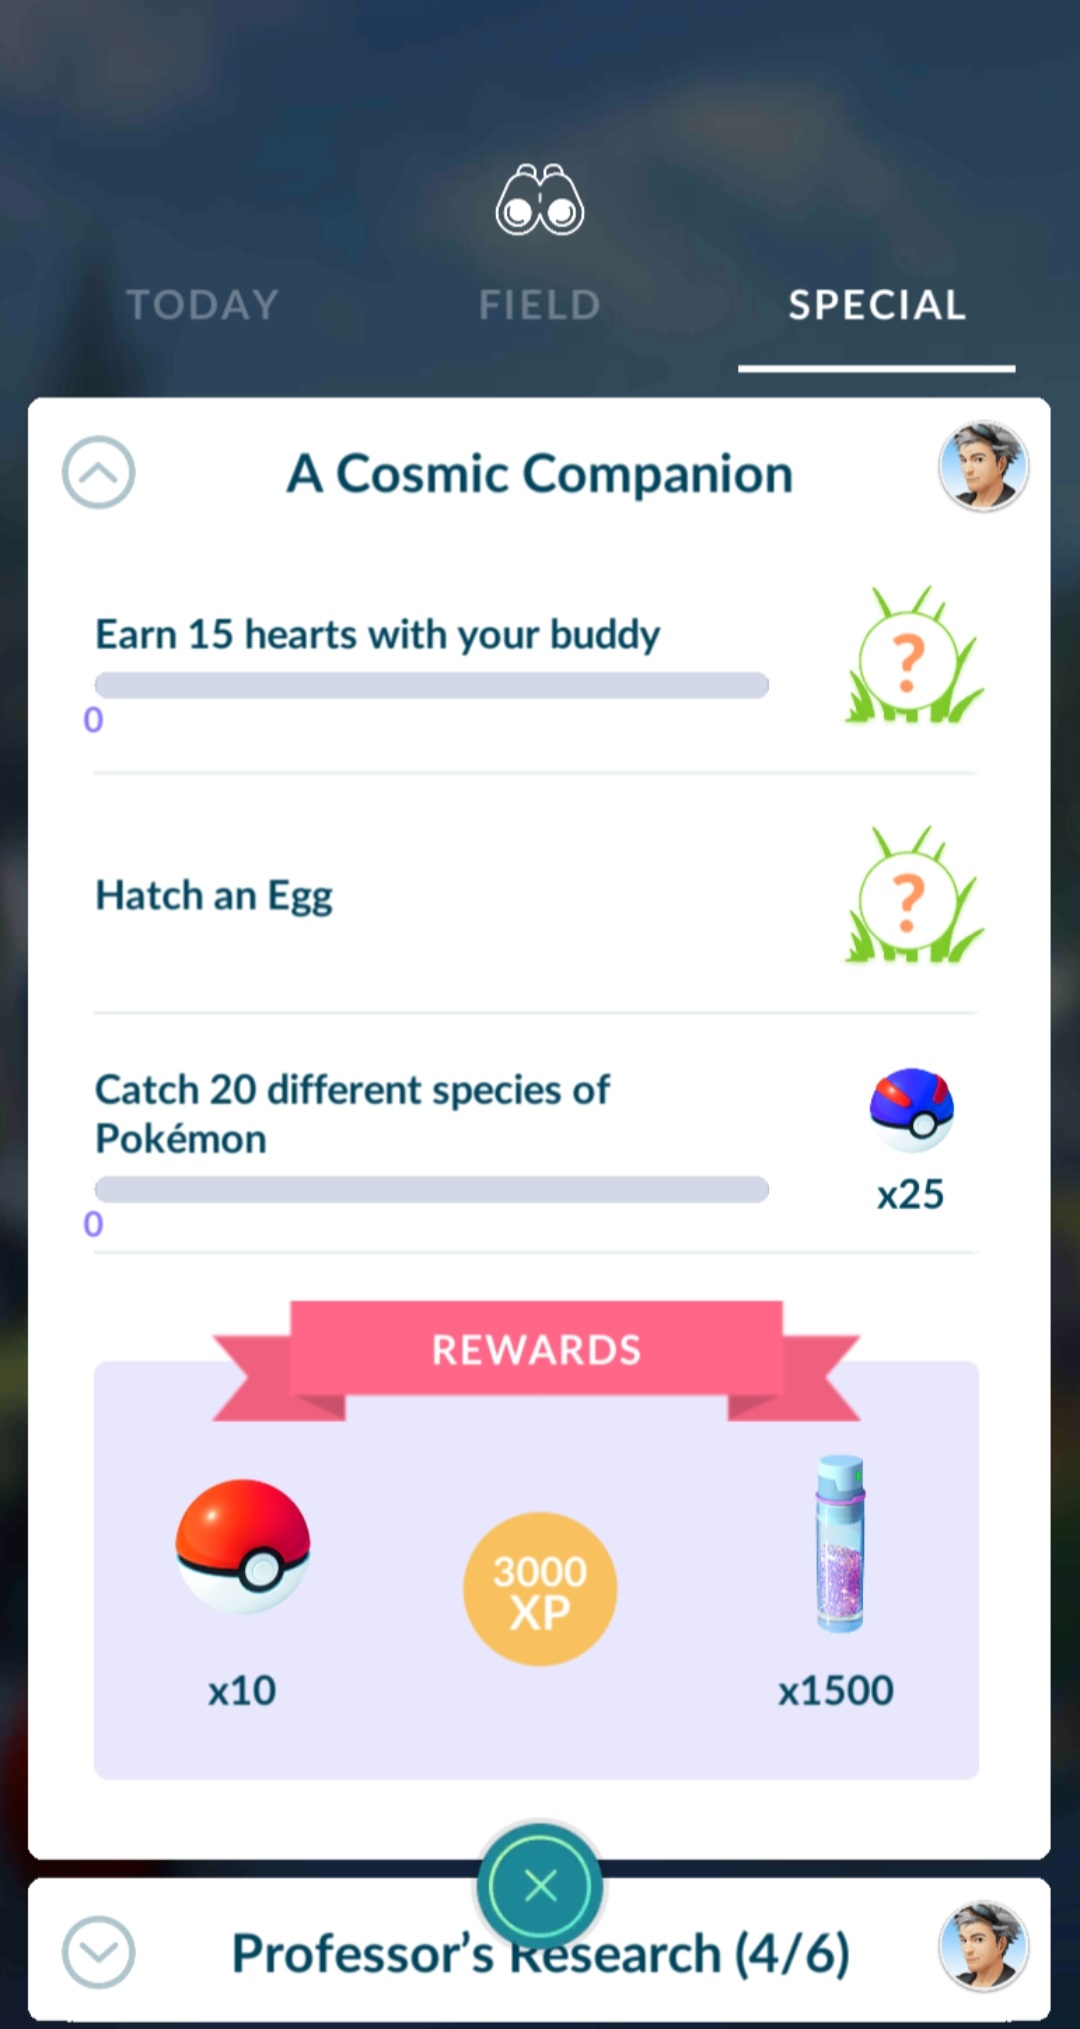 TODAY
FIELD
SPECIAL
A Cosmic Companion
Earn 15 hearts with your buddy
?
0
Hatch an Egg
?
Catch 20 different species of
Pokémon
x25
0
REWARDS
3000
XP
x10
x1500
Professor's Research (4/6)